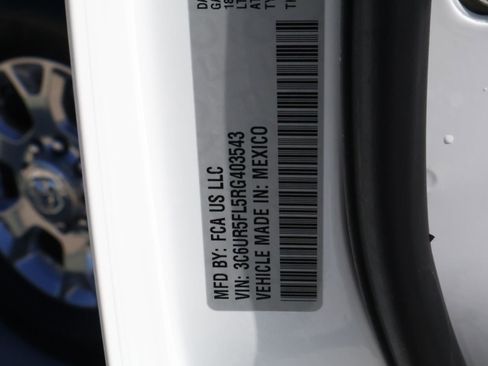 MFD BY: FCA US LLC
VIN: 3C6UR5FL5RG403543
VEHICLE MADE IN: MEXICO